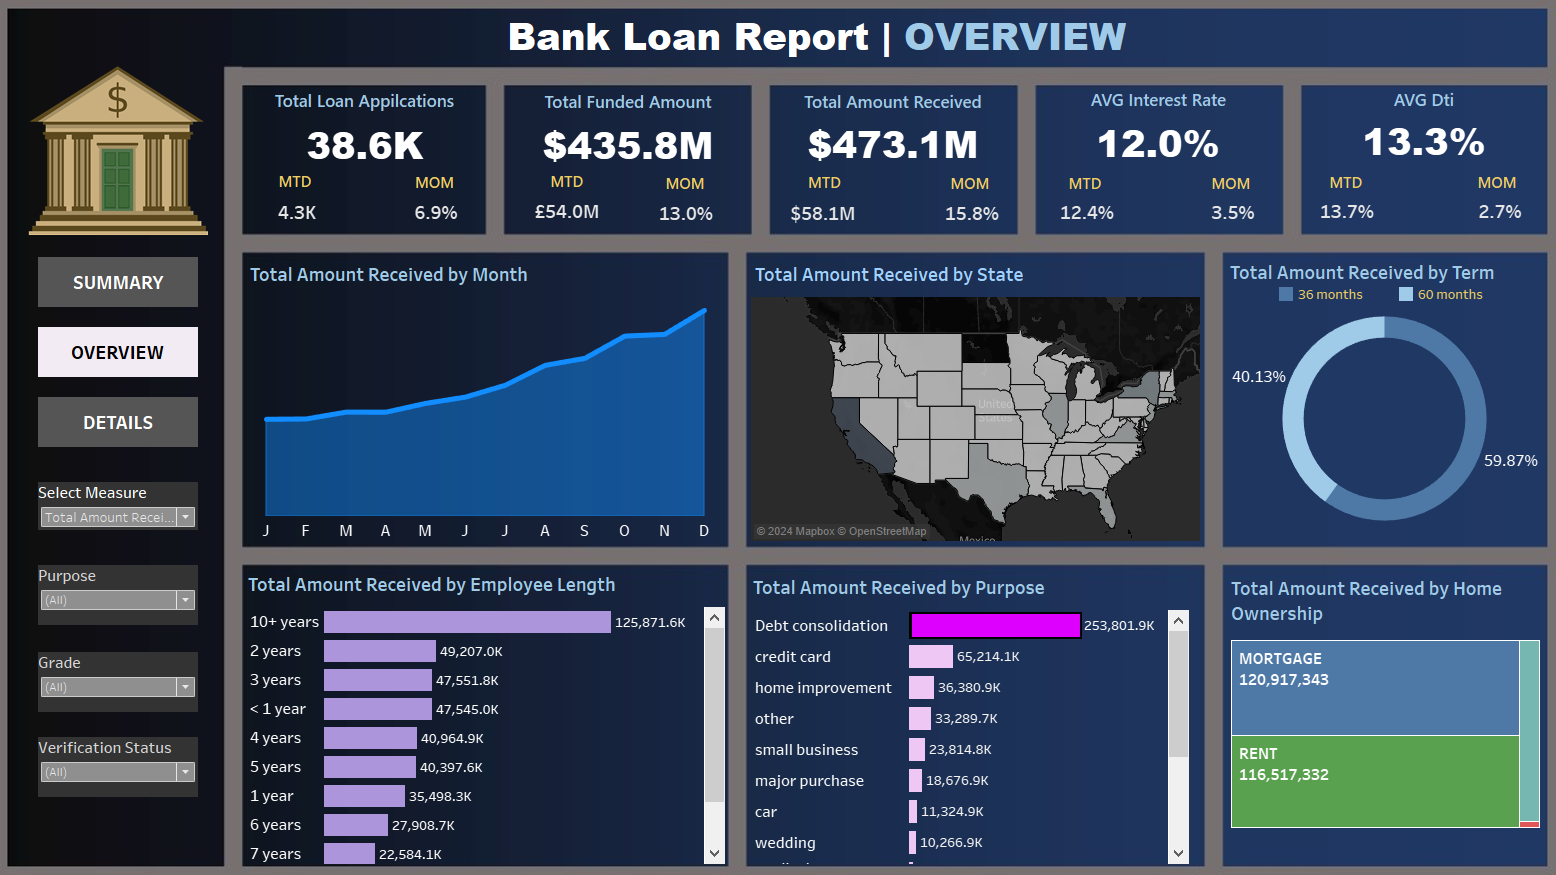 Bank Loan Report | OVERVIEW
$
SUMMARY
OVERVIEW
DETAILS
Select Measure
Total Amount Recei...
Purpose
(All)
Grade
(All)
Verification Status
(All)
Total Loan Appilcations
38.6K
MTD MOM
4.3K 6.9%
Total Funded Amount
$435.8M
MTD MOM
£54.0M 13.0%
Total Amount Received
$473.1M
MTD MOM
$58.1M 15.8%
AVG Interest Rate
12.0%
MTD MOM
12.4% 3.5%
AVG Dti
13.3%
MTD MOM
13.7% 2.7%
Total Amount Received by Month
J F M A M J J A S O N D
Total Amount Received by State
United
States
© 2024 Mapbox © OpenStreetMap
Mexico
Total Amount Received by Term
36 months 60 months
40.13%
59.87%
Total Amount Received by Employee Length
10+ years 125,871.6K
2 years 49,207.0K
3 years 47,551.8K
< 1 year 47,545.0K
4 years 40,964.9K
5 years 40,397.6K
1 year 35,498.3K
6 years 27,908.7K
7 years 22,584.1K
Total Amount Received by Purpose
Debt consolidation 253,801.9K
credit card 65,214.1K
home improvement 36,380.9K
other 33,289.7K
small business 23,814.8K
major purchase 18,676.9K
car 11,324.9K
wedding 10,266.9K
Total Amount Received by Home
Ownership
MORTGAGE
120,917,343
RENT
116,517,332